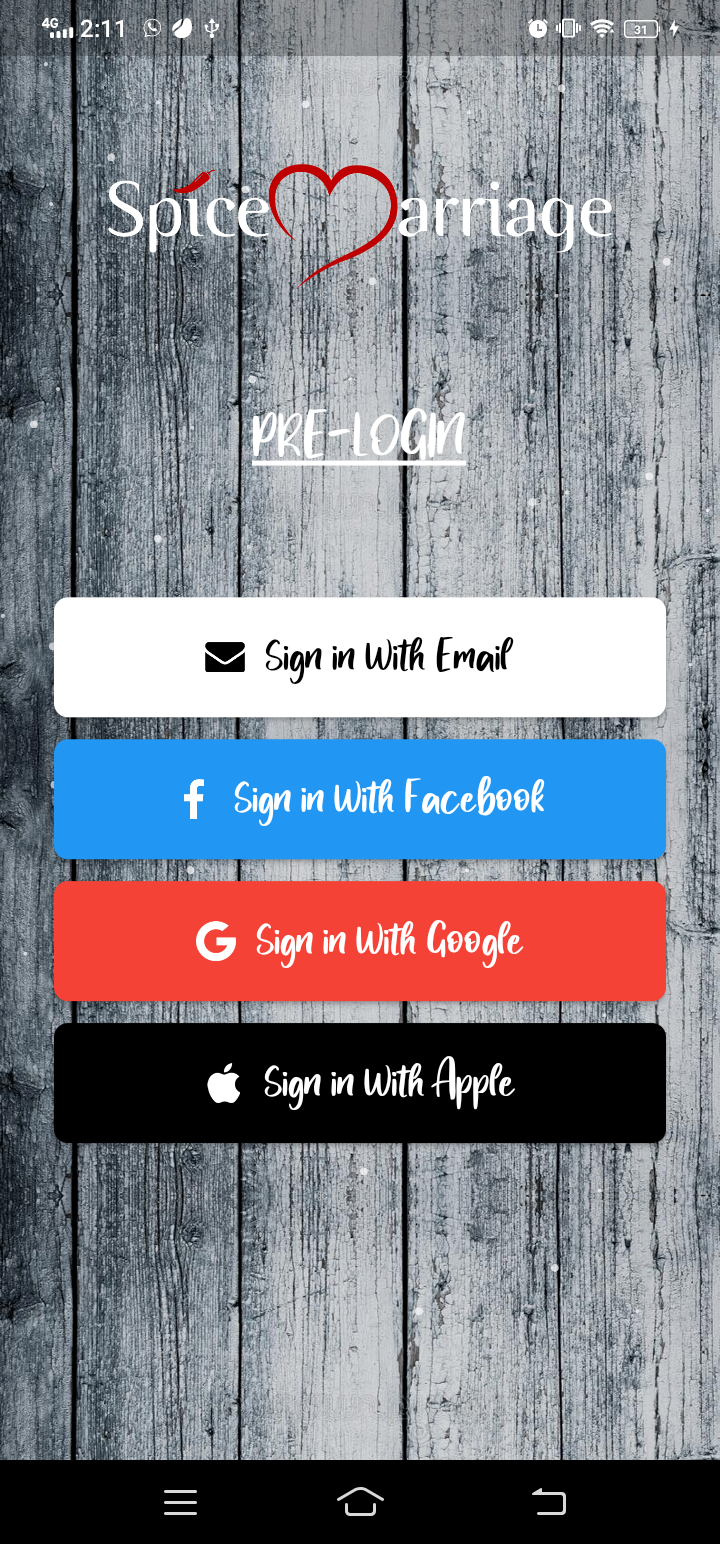 4G 2:11 31
Spice arriage
PRE-LOGIN
Sign in With Email
Sign in With Facebook
Sign in With Google
Sign in With Apple